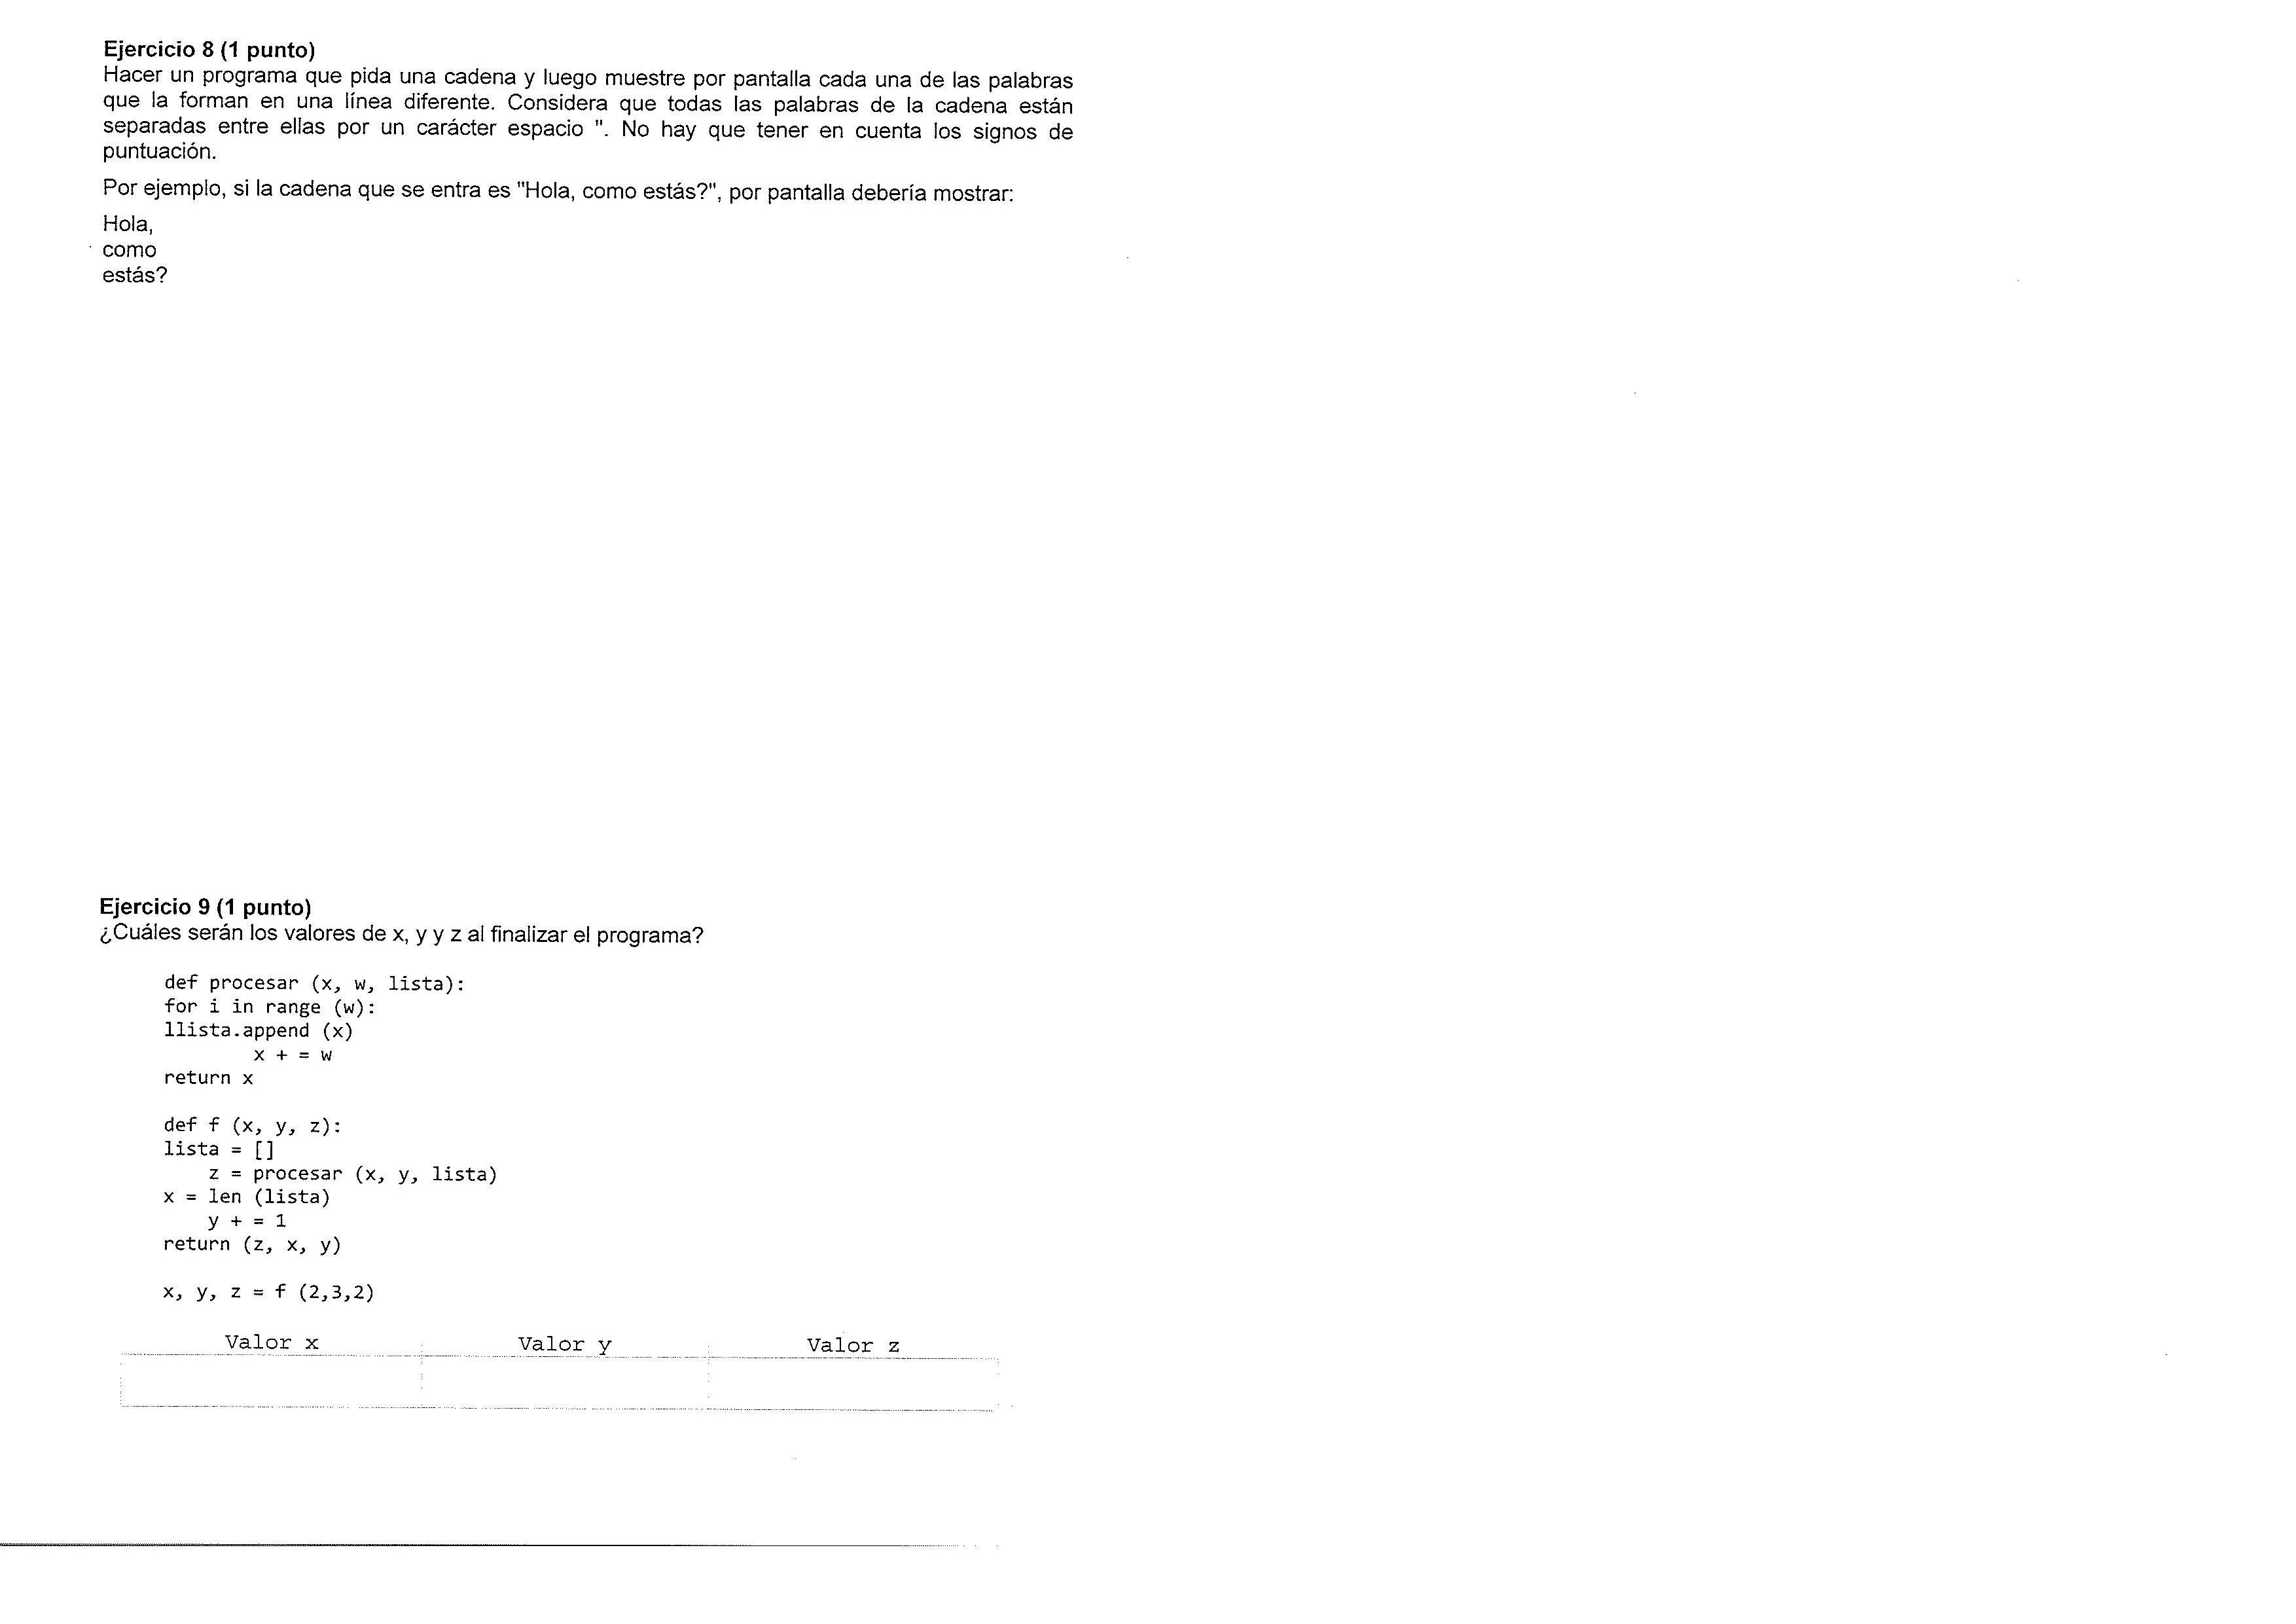 Ejercicio 8 (1 punto)
Hacer un programa que pida una cadena y luego muestre por pantalla cada una de las palabras
que la forman en una línea diferente. Considera que todas las palabras de la cadena están
separadas entre ellas por un carácter espacio ". No hay que tener en cuenta los signos de
puntuación.
Por ejemplo, si la cadena que se entra es "Hola, como estás?", por pantalla debería mostrar:
Hola,
como
estás?
Ejercicio 9 (1 punto)
¿Cuáles serán los valores de x, y y z al finalizar el programa?
def procesar (x, w, lista):
for i in range (w):
llista.append (x)
        x + = w
return x
def f (x, y, z):
lista = []
    z = procesar (x, y, lista)
x = len (lista)
    y + = 1
return (z, x, y)
x, y, z = f (2,3,2)
Valor x Valor y Valor z